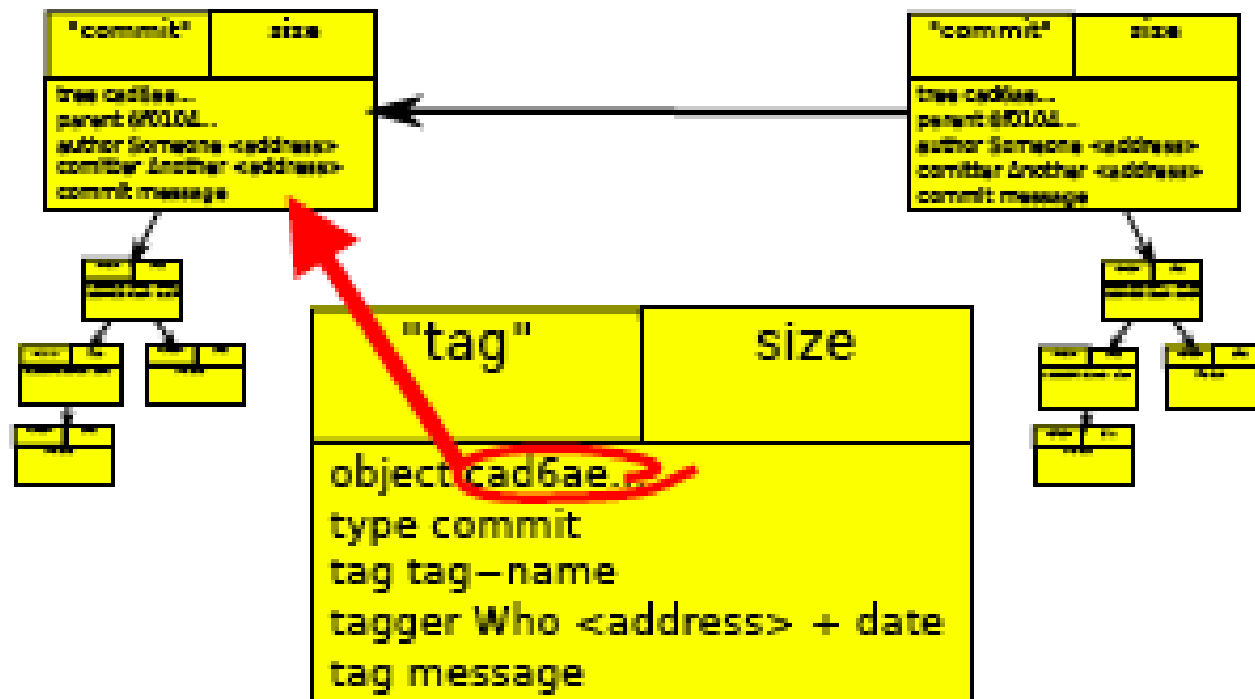 "commit" size
tree cad6ae...
parent 6f0104...
author Someone <address>
comitter Another <address>
commit message
"commit" size
tree cad6ae...
parent 6f0104...
author Someone <address>
comitter Another <address>
commit message
"tag" size
object cad6ae...
type commit
tag tag–name
tagger Who <address> + date
tag message